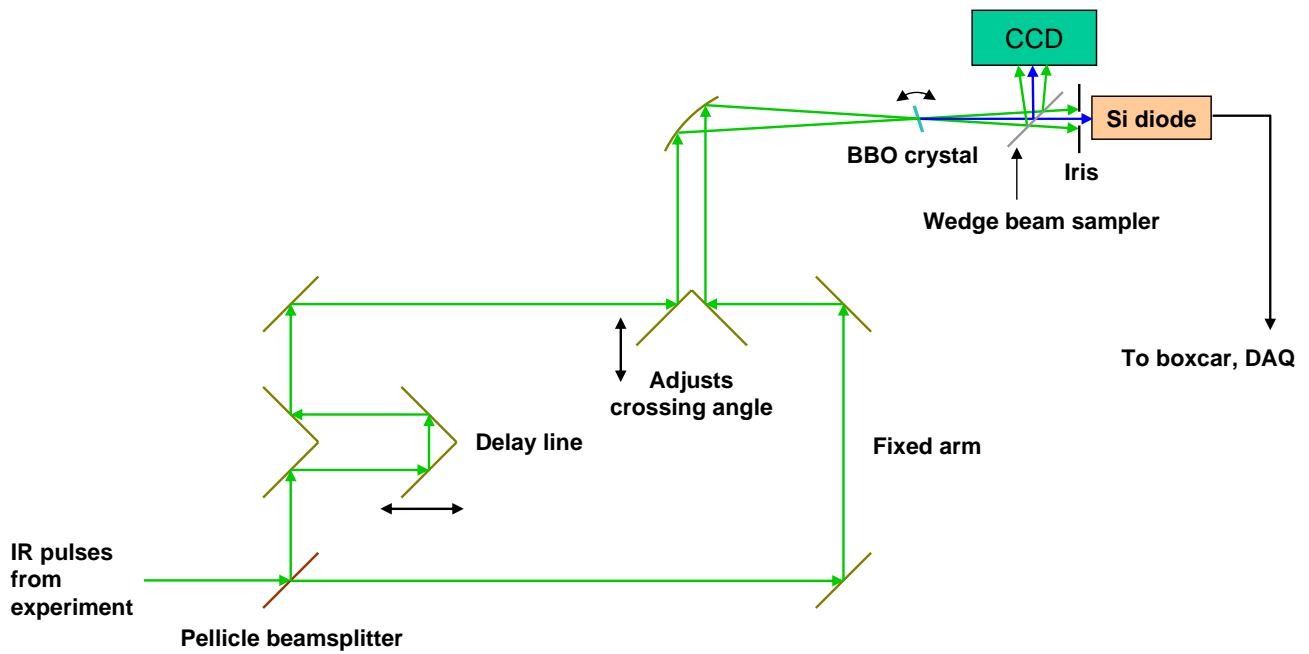 CCD
Si diode
BBO crystal
Iris
Wedge beam sampler
To boxcar, DAQ
Adjusts
crossing angle
Delay line
Fixed arm
IR pulses
from
experiment
Pellicle beamsplitter